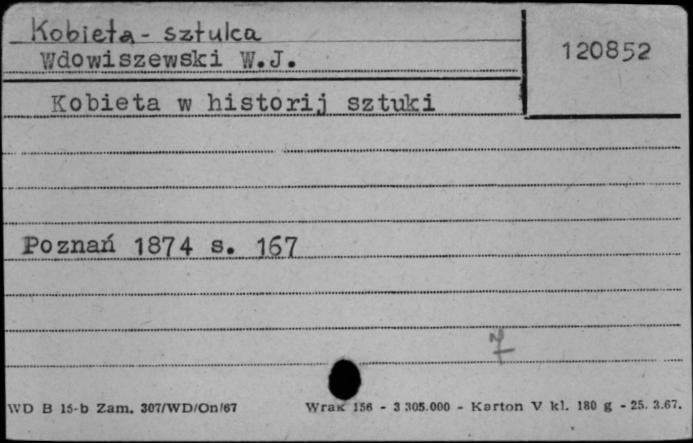 Kobieta - sztuka
Wdowiszewski W.J.
120852
Kobieta w historij sztuki
Poznań 1874 s. 167
7
WD B 15-b Zam. 307/WD/On/67
Wrak 156 - 3 305.000 - Karton V kl. 180 g - 25. 3.67.